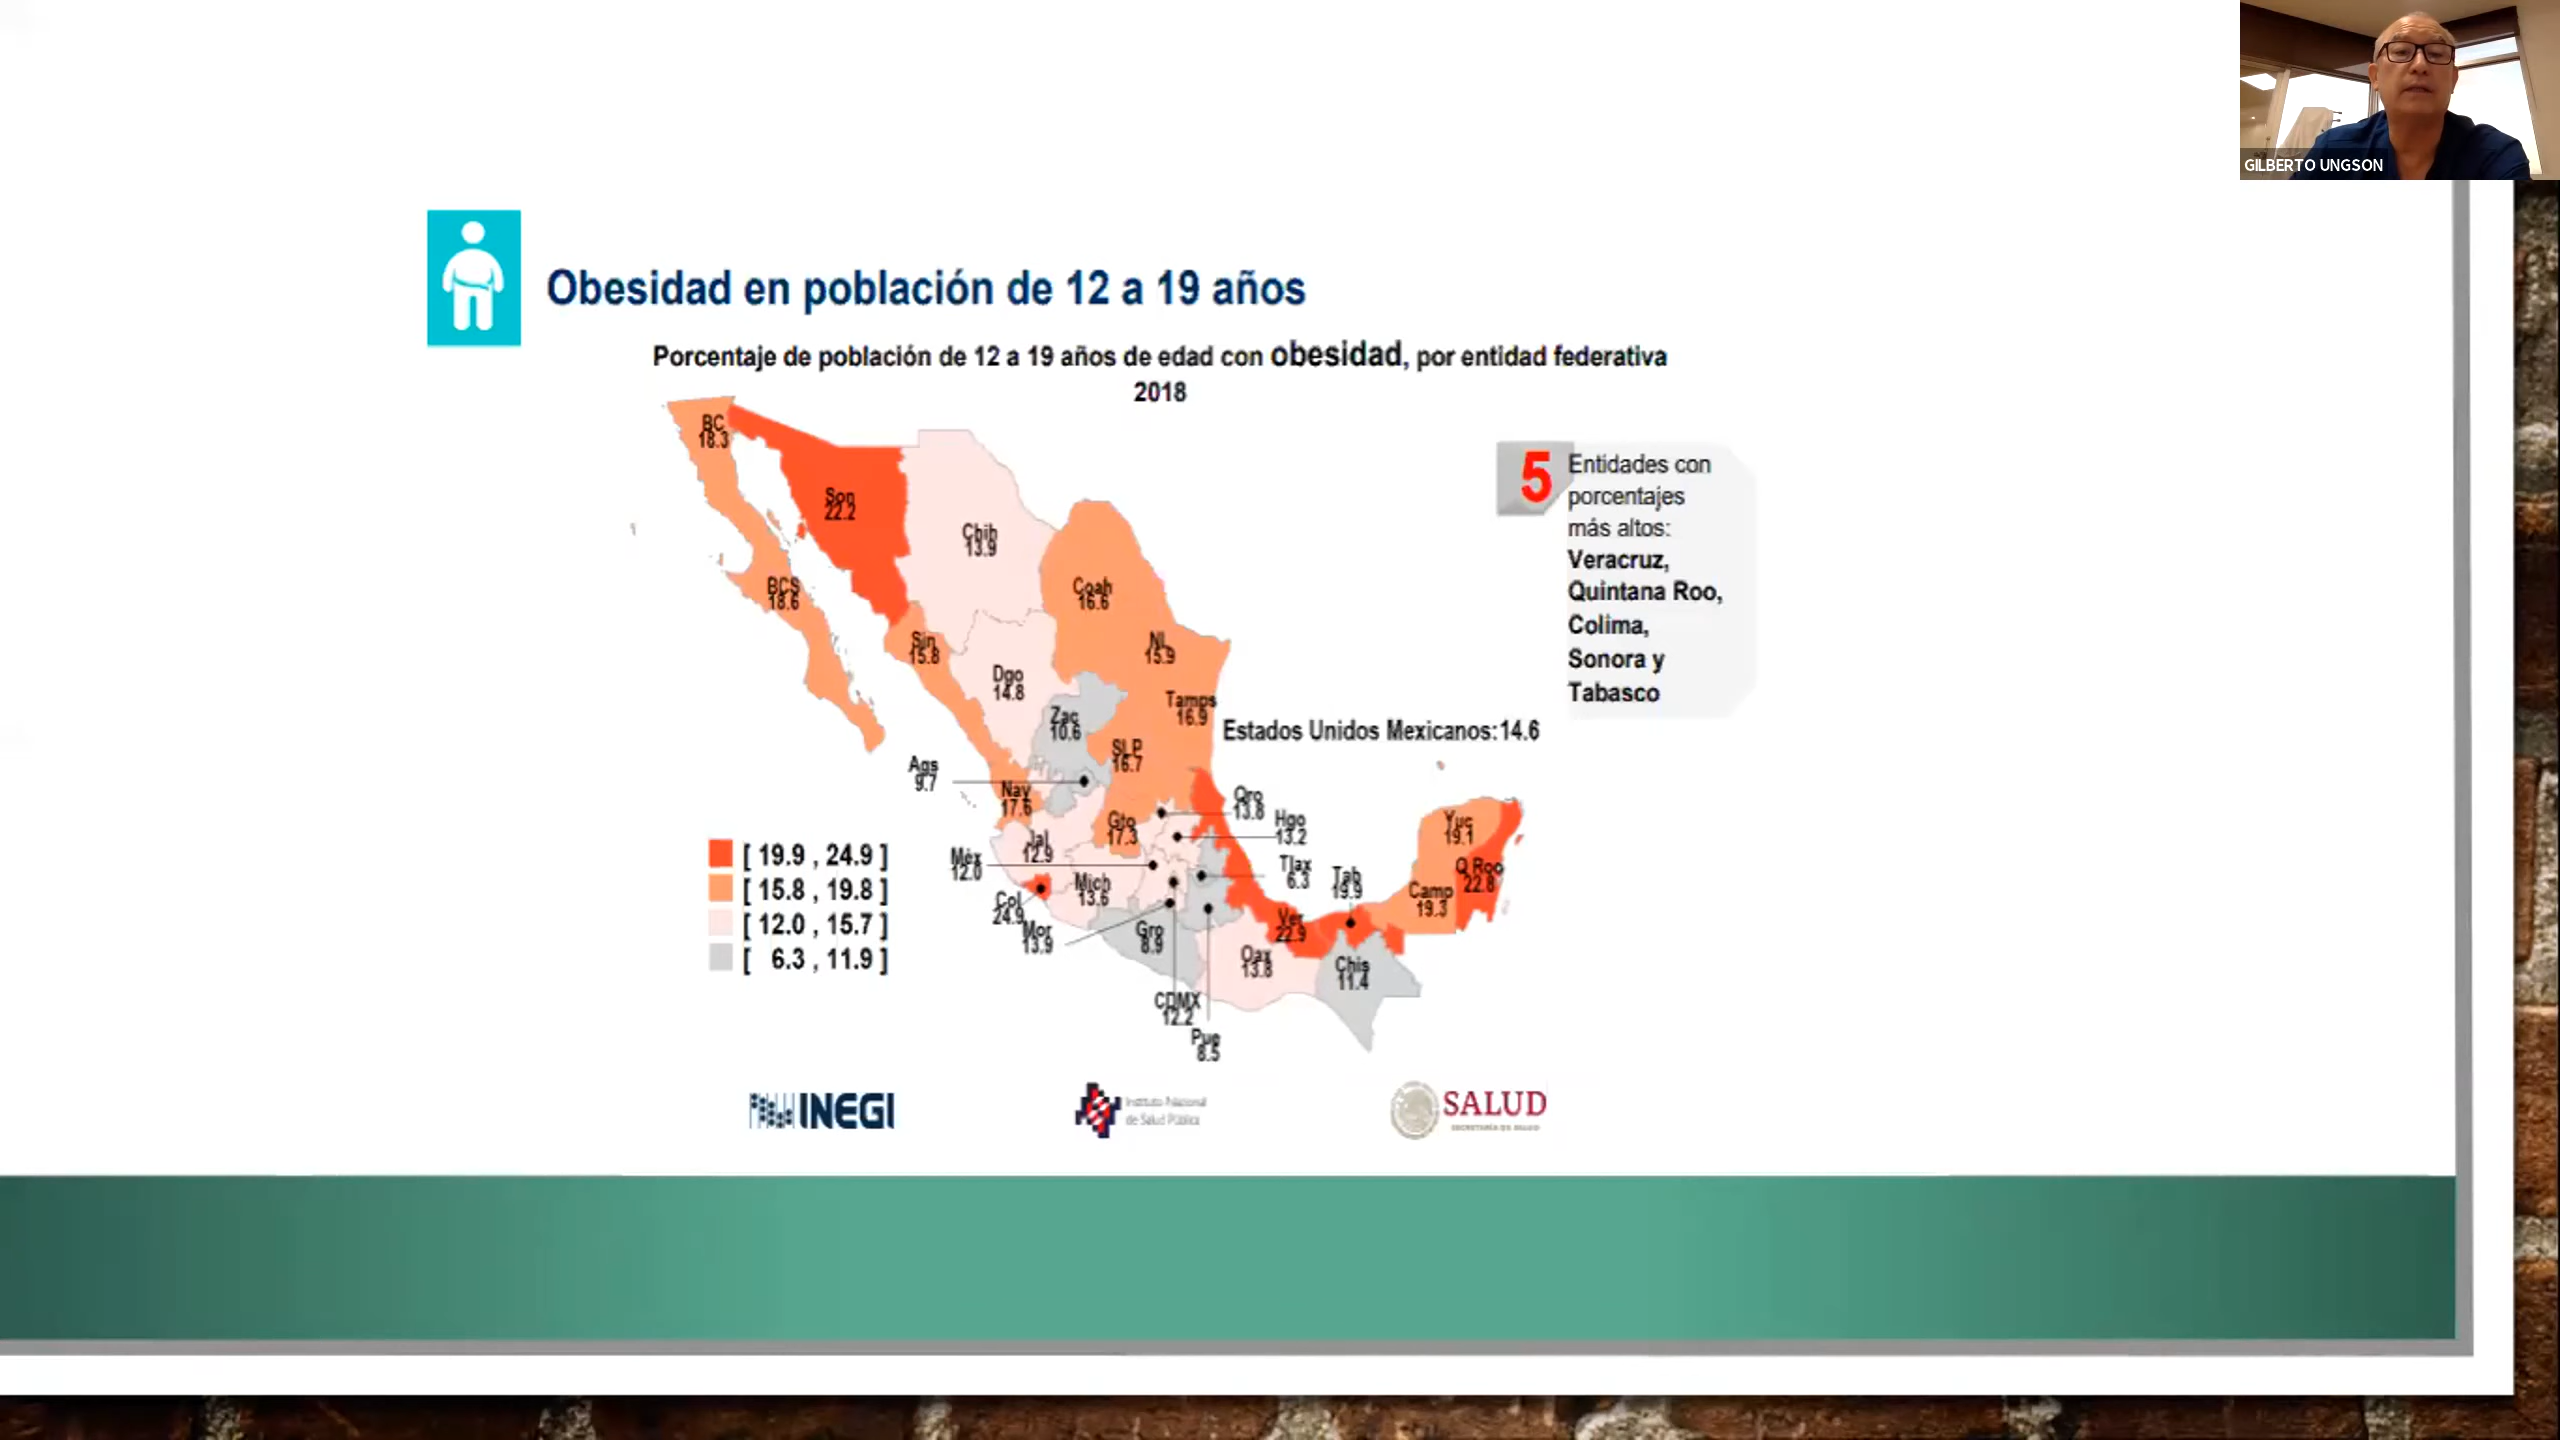 GILBERTO UNGSON
Obesidad en población de 12 a 19 años
Porcentaje de población de 12 a 19 años de edad con obesidad, por entidad federativa
2018
BC
18.3
Son
22.2
Chih
13.9
Coah
16.6
BCS
18.6
Sin
15.8
NL
15.9
Dgo
14.8
Tamps
16.9
Zac
10.6
SLP
16.7
Ags
9.7
Nay
17.6
Qro
13.8
Hgo
13.2
Gto
17.3
Jal
12.9
Méx
12.0
Mich
13.6
Tlax
6.3
Tab
19.9
Yuc
19.1
Q Roo
22.8
Camp
19.3
Col
24.9
Mor
13.9
Gro
8.9
Ver
22.9
Oax
13.8
Chis
11.4
CDMX
12.2
Pue
8.5
5
Entidades con
porcentajes
más altos:
Veracruz,
Quintana Roo,
Colima,
Sonora y
Tabasco
Estados Unidos Mexicanos:14.6
[ 19.9 , 24.9 ]
[ 15.8 , 19.8 ]
[ 12.0 , 15.7 ]
[ 6.3 , 11.9 ]
INEGI
Instituto Nacional
de Salud Pública
SALUD
SECRETARÍA DE SALUD